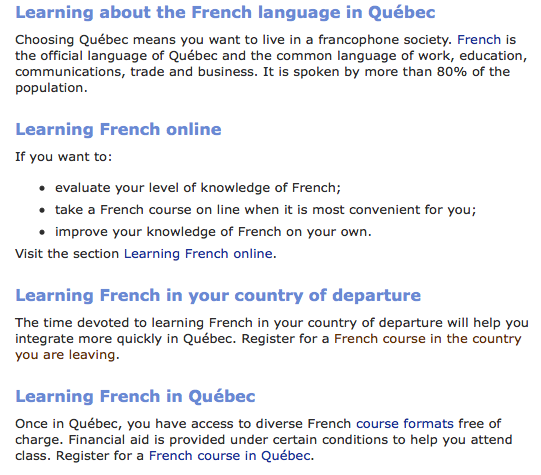 Learning about the French language in Québec
Choosing Québec means you want to live in a francophone society. French is
the official language of Québec and the common language of work, education,
communications, trade and business. It is spoken by more than 80% of the
population.
Learning French online
If you want to:
• evaluate your level of knowledge of French;
• take a French course on line when it is most convenient for you;
• improve your knowledge of French on your own.
Visit the section Learning French online.
Learning French in your country of departure
The time devoted to learning French in your country of departure will help you
integrate more quickly in Québec. Register for a French course in the country
you are leaving.
Learning French in Québec
Once in Québec, you have access to diverse French course formats free of
charge. Financial aid is provided under certain conditions to help you attend
class. Register for a French course in Québec.